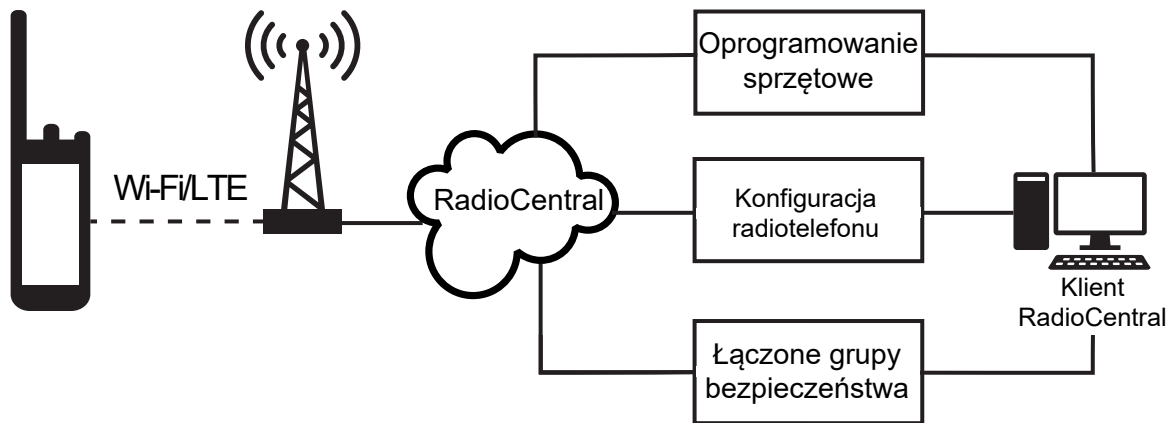 Wi-Fi/LTE
RadioCentral
Oprogramowanie
sprzętowe
Konfiguracja
radiotelefonu
Łączone grupy
bezpieczeństwa
Klient
RadioCentral